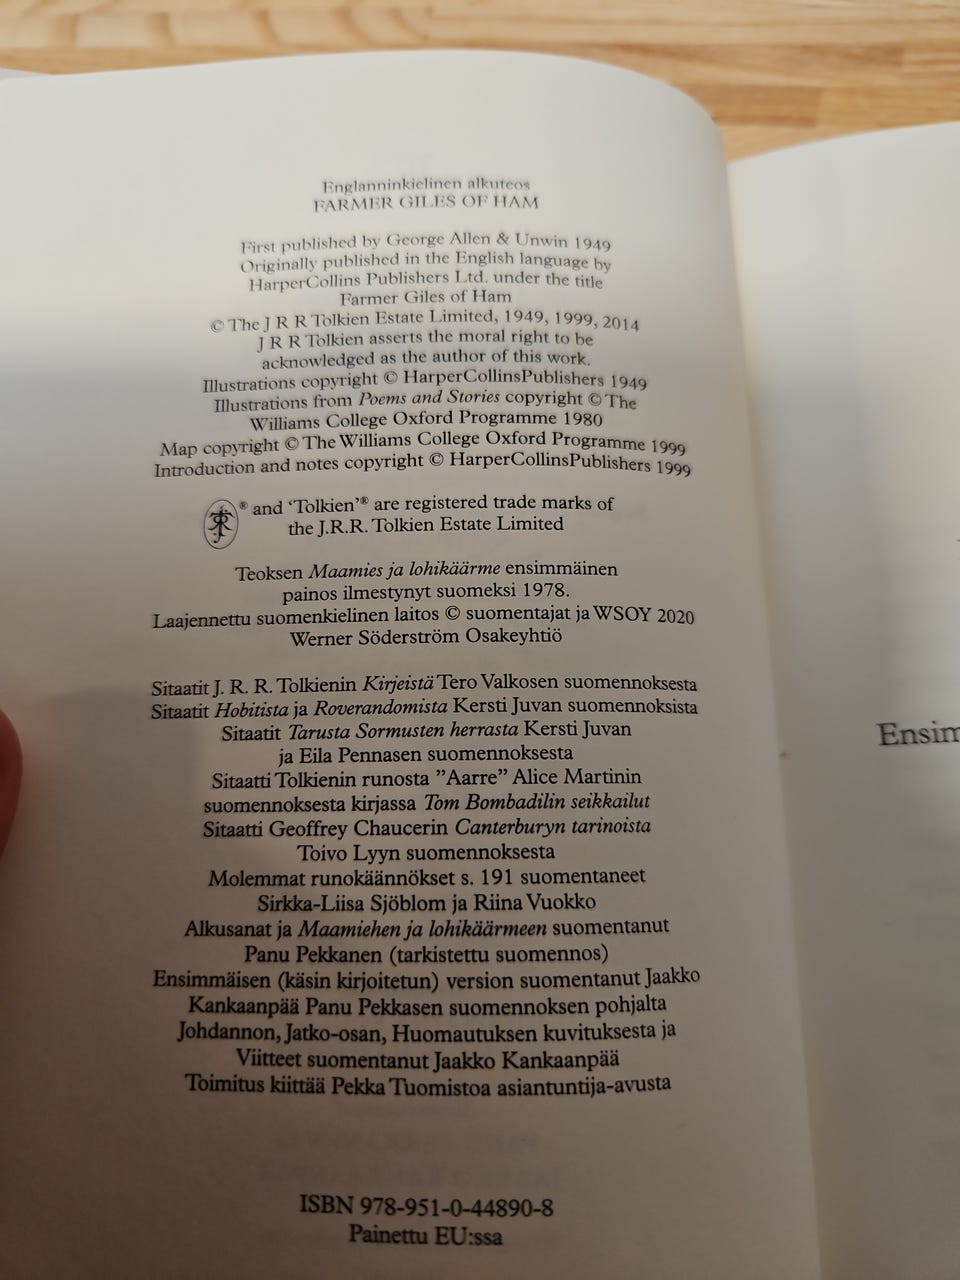 Englanninkielinen alkuteos
FARMER GILES OF HAM
First published by George Allen & Unwin 1949
Originally published in the English language by
HarperCollins Publishers Ltd. under the title
Farmer Giles of Ham
© The J R R Tolkien Estate Limited, 1949, 1999, 2014
J R R Tolkien asserts the moral right to be
acknowledged as the author of this work.
Illustrations copyright © HarperCollinsPublishers 1949
Illustrations from Poems and Stories copyright © The
Williams College Oxford Programme 1980
Map copyright © The Williams College Oxford Programme 1999
Introduction and notes copyright © HarperCollinsPublishers 1999
® and ‘Tolkien’® are registered trade marks of
the J.R.R. Tolkien Estate Limited
Teoksen Maamies ja lohikäärme ensimmäinen
painos ilmestynyt suomeksi 1978.
Laajennettu suomenkielinen laitos © suomentajat ja WSOY 2020
Werner Söderström Osakeyhtiö
Sitaatit J. R. R. Tolkienin Kirjeistä Tero Valkosen suomennoksesta
Sitaatit Hobitista ja Roverandomista Kersti Juvan suomennoksista
Sitaatit Tarusta Sormusten herrasta Kersti Juvan
ja Eila Pennasen suomennoksesta
Sitaatti Tolkienin runosta ”Aarre” Alice Martinin
suomennoksesta kirjassa Tom Bombadilin seikkailut
Sitaatti Geoffrey Chaucerin Canterburyn tarinoista
Toivo Lyyn suomennoksesta
Molemmat runokäännökset s. 191 suomentaneet
Sirkka-Liisa Sjöblom ja Riina Vuokko
Alkusanat ja Maamiehen ja lohikäärmeen suomentanut
Panu Pekkanen (tarkistettu suomennos)
Ensimmäisen (käsin kirjoitetun) version suomentanut Jaakko
Kankaanpää Panu Pekkasen suomennoksen pohjalta
Johdannon, Jatko-osan, Huomautuksen kuvituksesta ja
Viitteet suomentanut Jaakko Kankaanpää
Toimitus kiittää Pekka Tuomistoa asiantuntija-avusta
ISBN 978-951-0-44890-8
Painettu EU:ssa